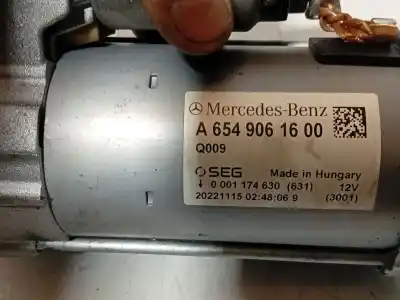 Mercedes-Benz
A 654 906 16 00
Q009
SEG Made in Hungary
0 001 174 630 (631) 12V
20221115 02:48:06 9 (3001)